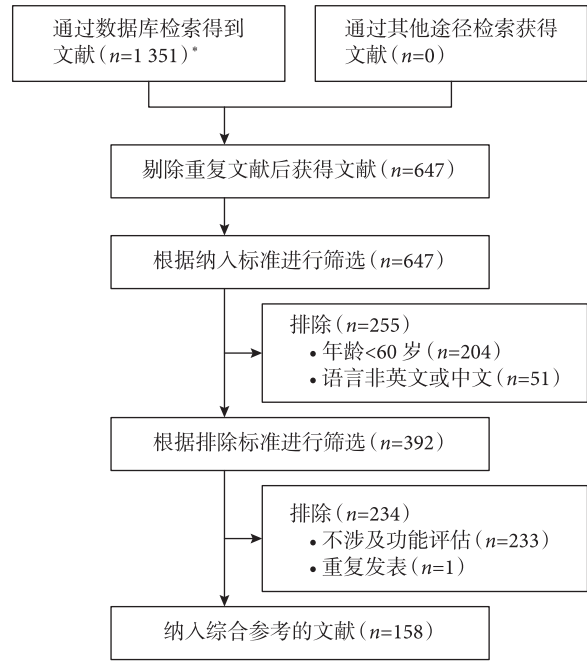 通过数据库检索得到
文献(n=1 351)*
通过其他途径检索获得
文献(n=0)
剔除重复文献后获得文献(n=647)
根据纳入标准进行筛选(n=647)
排除(n=255)
• 年龄<60 岁(n=204)
• 语言非英文或中文(n=51)
根据排除标准进行筛选(n=392)
排除(n=234)
• 不涉及功能评估(n=233)
• 重复发表(n=1)
纳入综合参考的文献(n=158)